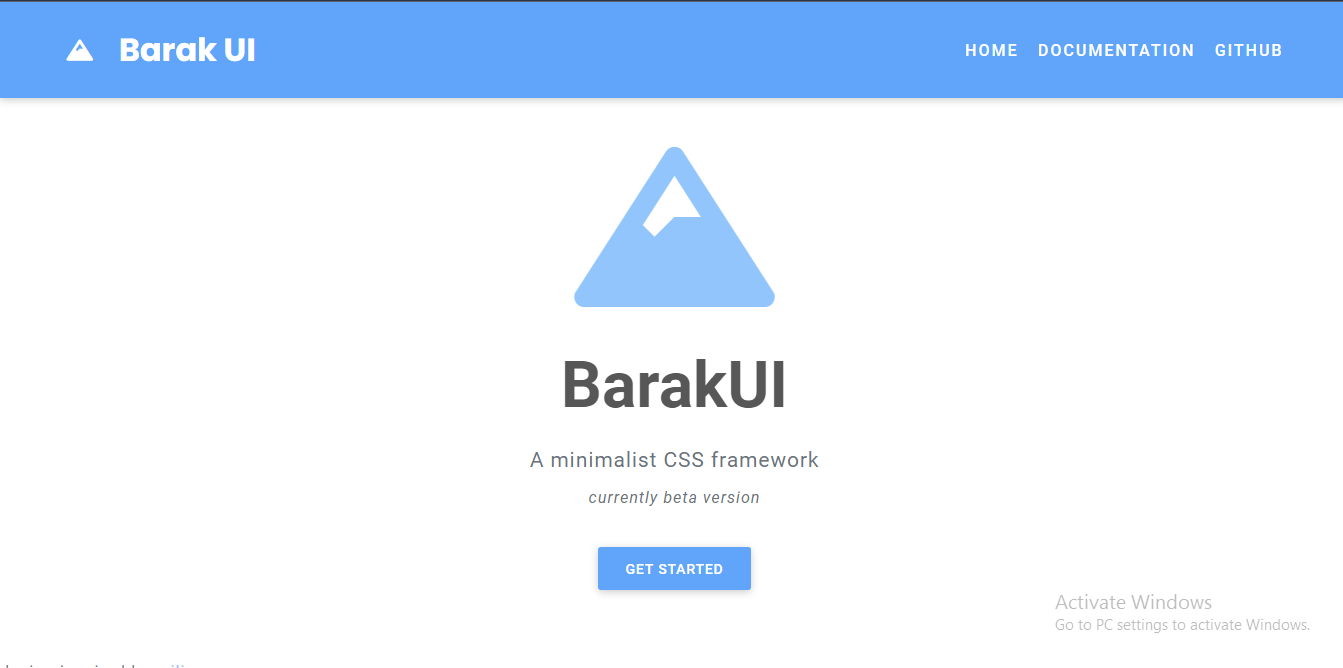 Barak UI
HOME DOCUMENTATION GITHUB
BarakUI
A minimalist CSS framework
currently beta version
GET STARTED
Activate Windows
Go to PC settings to activate Windows.